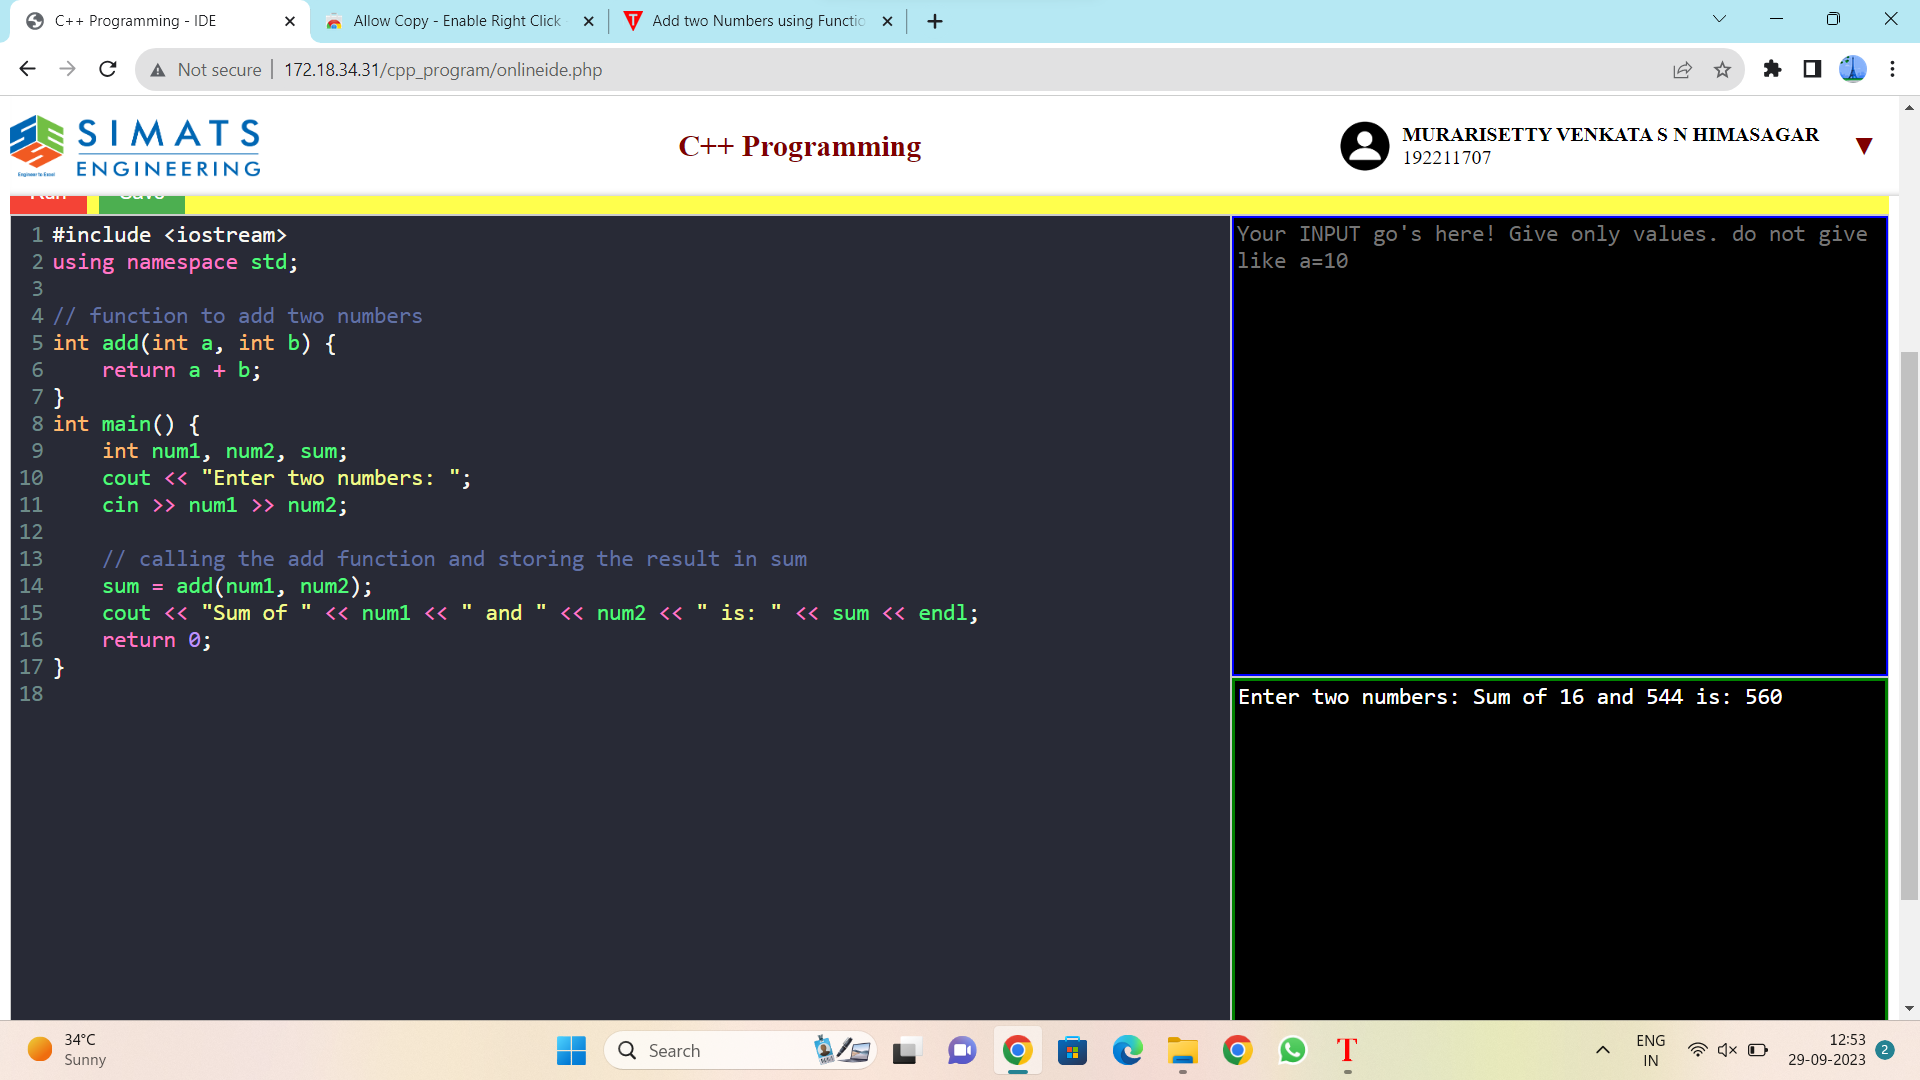 C++ Programming - IDE
Allow Copy - Enable Right Click
Add two Numbers using Functio
Not secure | 172.18.34.31/cpp_program/onlineide.php
SIMATS
ENGINEERING
Engineer to Excel
C++ Programming
MURARISETTY VENKATA S N HIMASAGAR
192211707
Run Save
1 #include <iostream>
2 using namespace std;
3
4 // function to add two numbers
5 int add(int a, int b) {
6     return a + b;
7 }
8 int main() {
9     int num1, num2, sum;
10     cout << "Enter two numbers: ";
11     cin >> num1 >> num2;
12
13     // calling the add function and storing the result in sum
14     sum = add(num1, num2);
15     cout << "Sum of " << num1 << " and " << num2 << " is: " << sum << endl;
16     return 0;
17 }
18
Your INPUT go's here! Give only values. do not give
like a=10
Enter two numbers: Sum of 16 and 544 is: 560
34°C
Sunny
Search
T
ENG
IN
12:53
29-09-2023
2